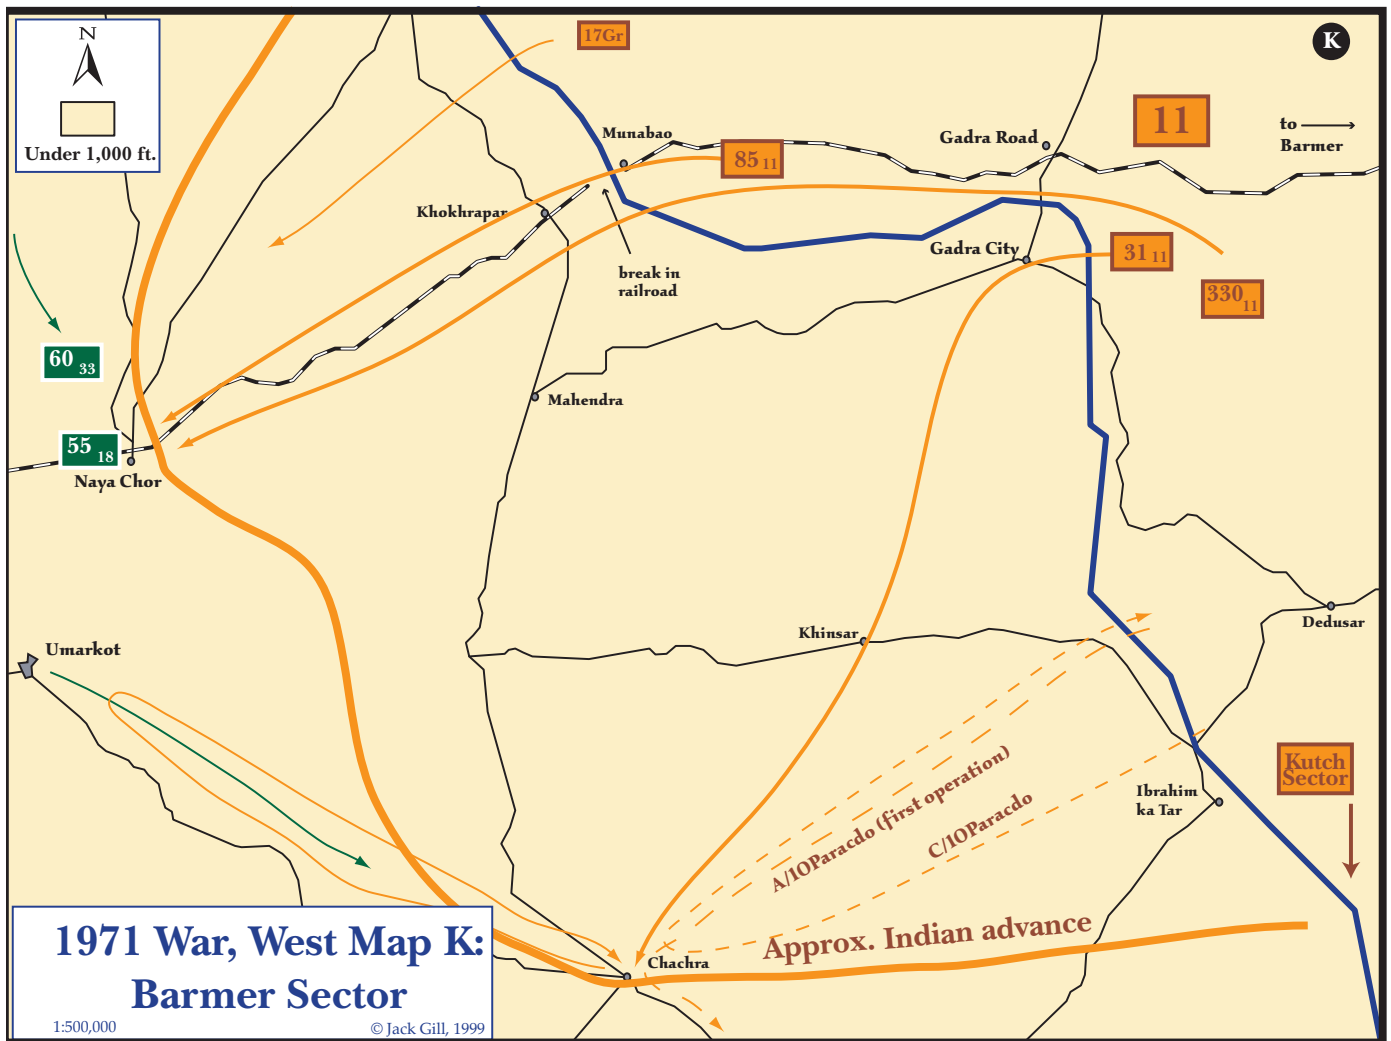 N
Under 1,000 ft.
17Gr
K
11
to
Barmer
Munabao
Gadra Road
85 11
Khokhrapar
Gadra City
31 11
break in
railroad
330 11
60 33
Mahendra
55 18
Naya Chor
Khinsar
Dedusar
Umarkot
Kutch
Sector
Ibrahim
ka Tar
A/10Paracdo (first operation)
C/10Paracdo
Approx. Indian advance
Chachra
1971 War, West Map K:
Barmer Sector
1:500,000
© Jack Gill, 1999